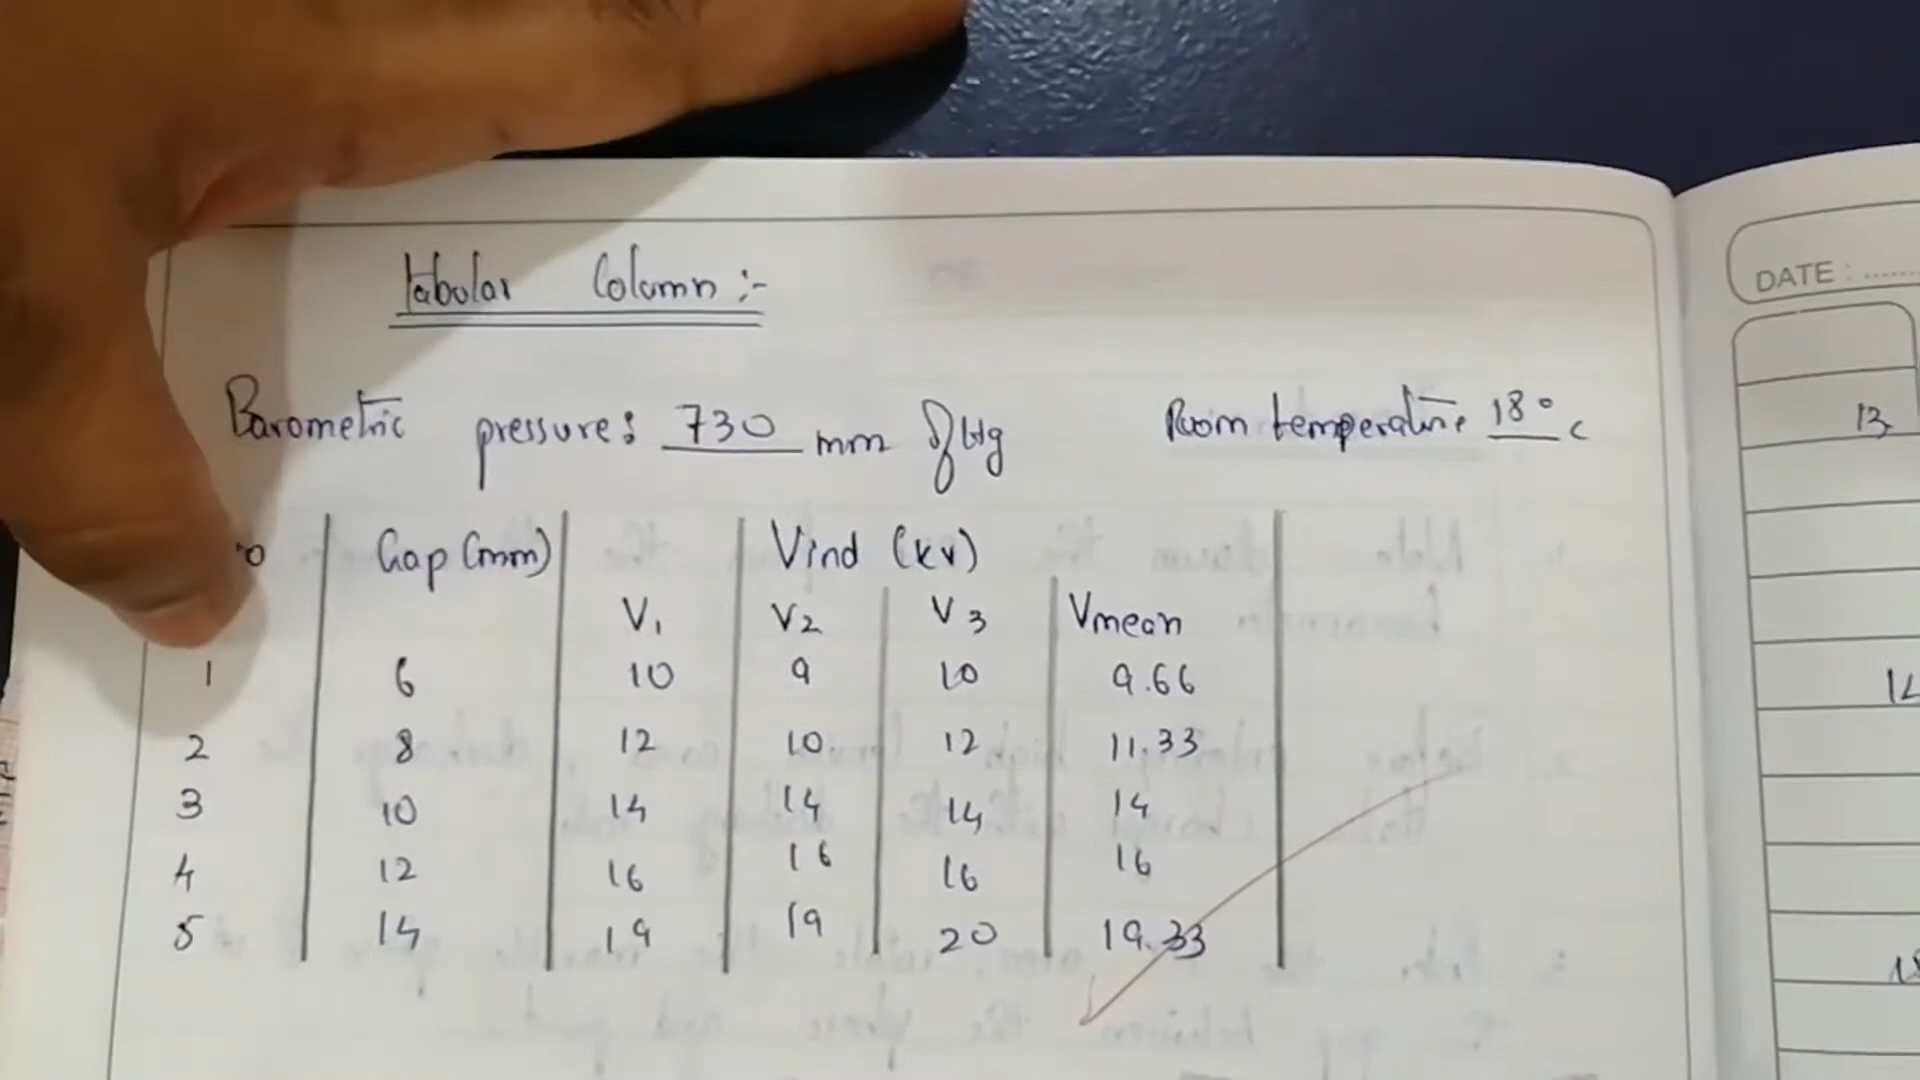 Tabular Column :-
Barometric pressure : 730 mm of Hg Room temperature 18° c
Gap (mm) Vind (kv)
V1 V2 V3 Vmean
1 6 10 9 10 9.66
2 8 12 10 12 11.33
3 10 14 14 14 14
4 12 16 16 16 16
5 14 19 19 20 19.33
DATE :
13